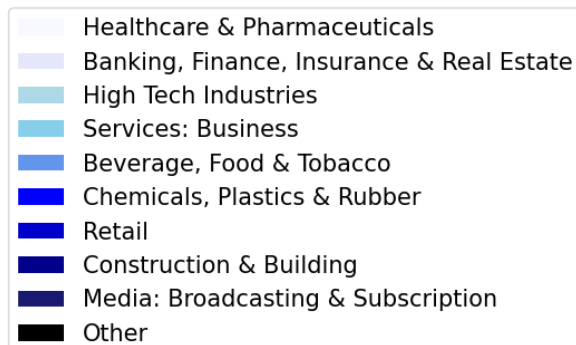 Healthcare & Pharmaceuticals
Banking, Finance, Insurance & Real Estate
High Tech Industries
Services: Business
Beverage, Food & Tobacco
Chemicals, Plastics & Rubber
Retail
Construction & Building
Media: Broadcasting & Subscription
Other